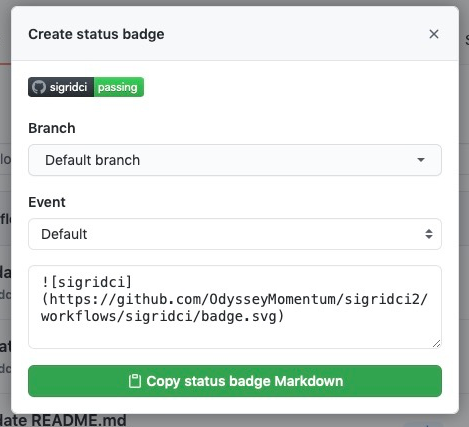 Create status badge
sigridci passing
Branch
Default branch
Event
Default
![sigridci]
(https://github.com/OdysseyMomentum/sigridci2/
workflows/sigridci/badge.svg)
Copy status badge Markdown
date README.md